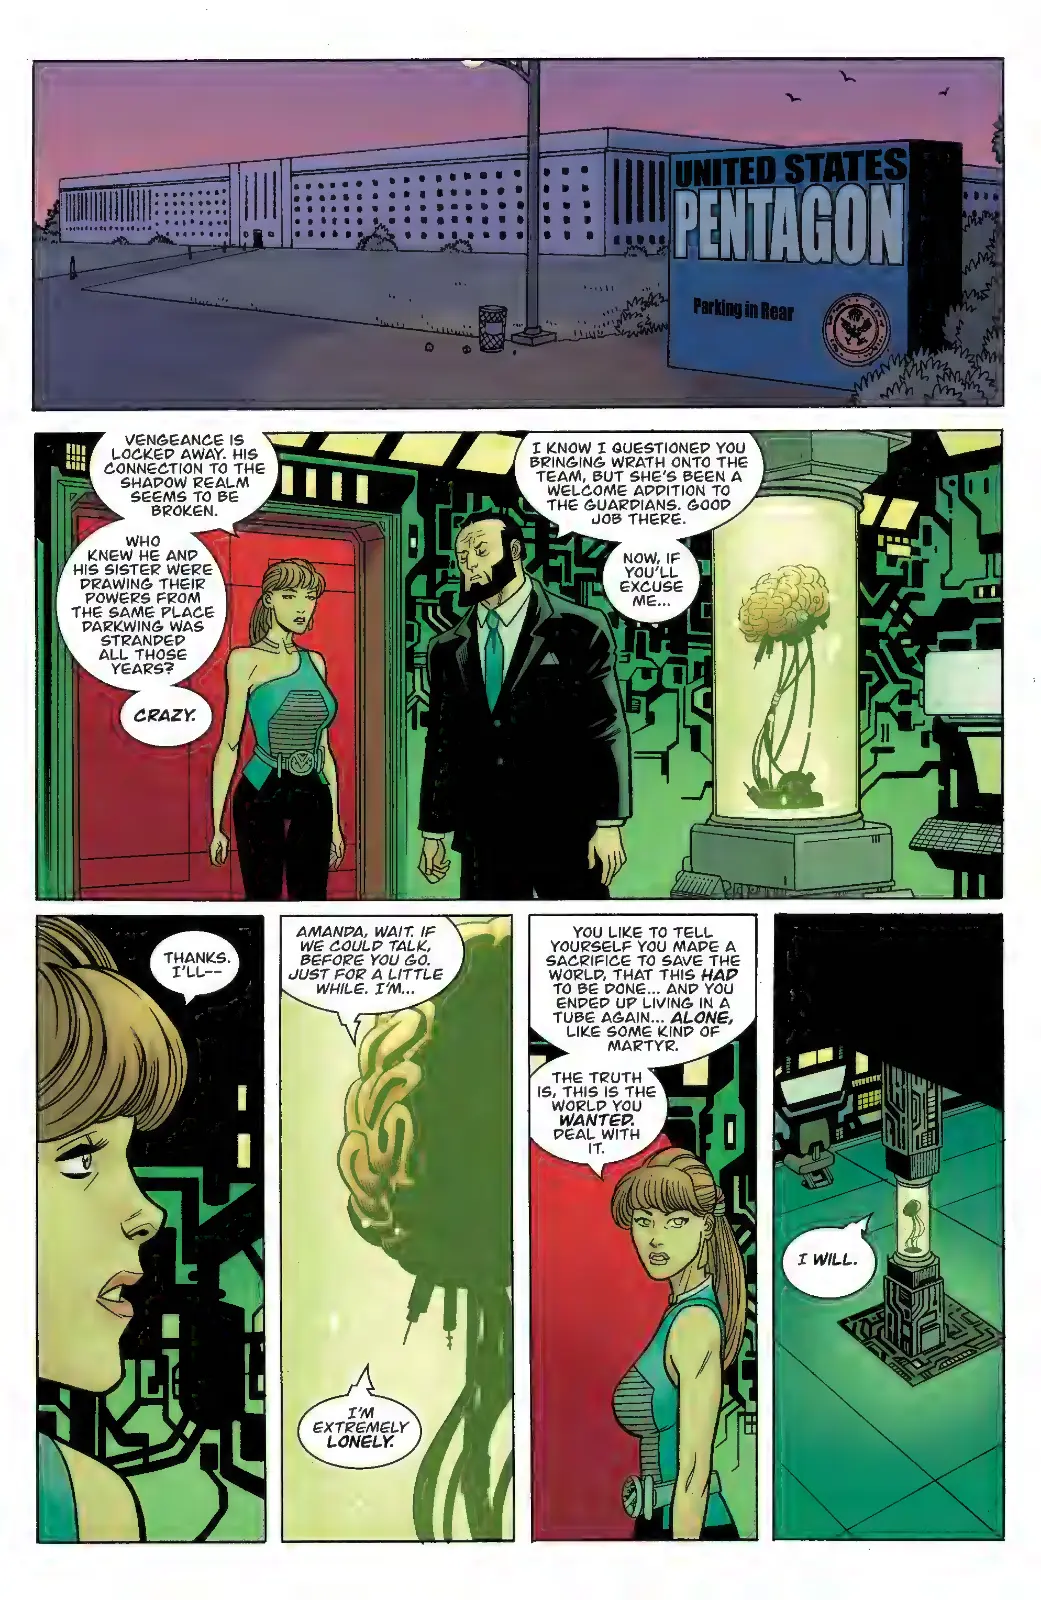 UNITED STATES
PENTAGON
Parking in Rear
VENGEANCE IS
LOCKED AWAY. HIS
CONNECTION TO THE
SHADOW REALM
SEEMS TO BE
BROKEN.
WHO
KNEW HE AND
HIS SISTER WERE
DRAWING THEIR
POWERS FROM
THE SAME PLACE
DARKWING WAS
STRANDED
ALL THOSE
YEARS?
CRAZY.
I KNOW I QUESTIONED YOU
BRINGING WRATH ONTO THE
TEAM, BUT SHE'S BEEN A
WELCOME ADDITION TO
THE GUARDIANS. GOOD
JOB THERE.
NOW, IF
YOU'LL
EXCUSE
ME...
THANKS.
I'LL--
AMANDA, WAIT. IF
WE COULD TALK,
BEFORE YOU GO.
JUST FOR A LITTLE
WHILE. I'M...
I'M
EXTREMELY
LONELY.
YOU LIKE TO TELL
YOURSELF YOU MADE A
SACRIFICE TO SAVE THE
WORLD, THAT THIS HAD
TO BE DONE... AND YOU
ENDED UP LIVING IN A
TUBE AGAIN... ALONE,
LIKE SOME KIND OF
MARTYR.
THE TRUTH
IS, THIS IS THE
WORLD YOU
WANTED.
DEAL WITH
IT.
I WILL.